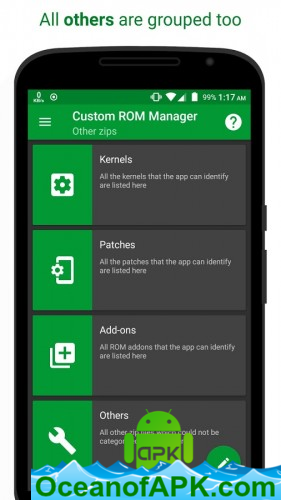 All others are grouped too
0
KB/s
99% 1:17 AM
Custom ROM Manager
Other zips
?
Kernels
All the kernels that the app can identify
are listed here
Patches
All the patches that the app can identify
are listed here
Add-ons
All ROM addons that the app can identify
are listed here
Others
All other zip files which could not be
apk
OceanofAPK.com